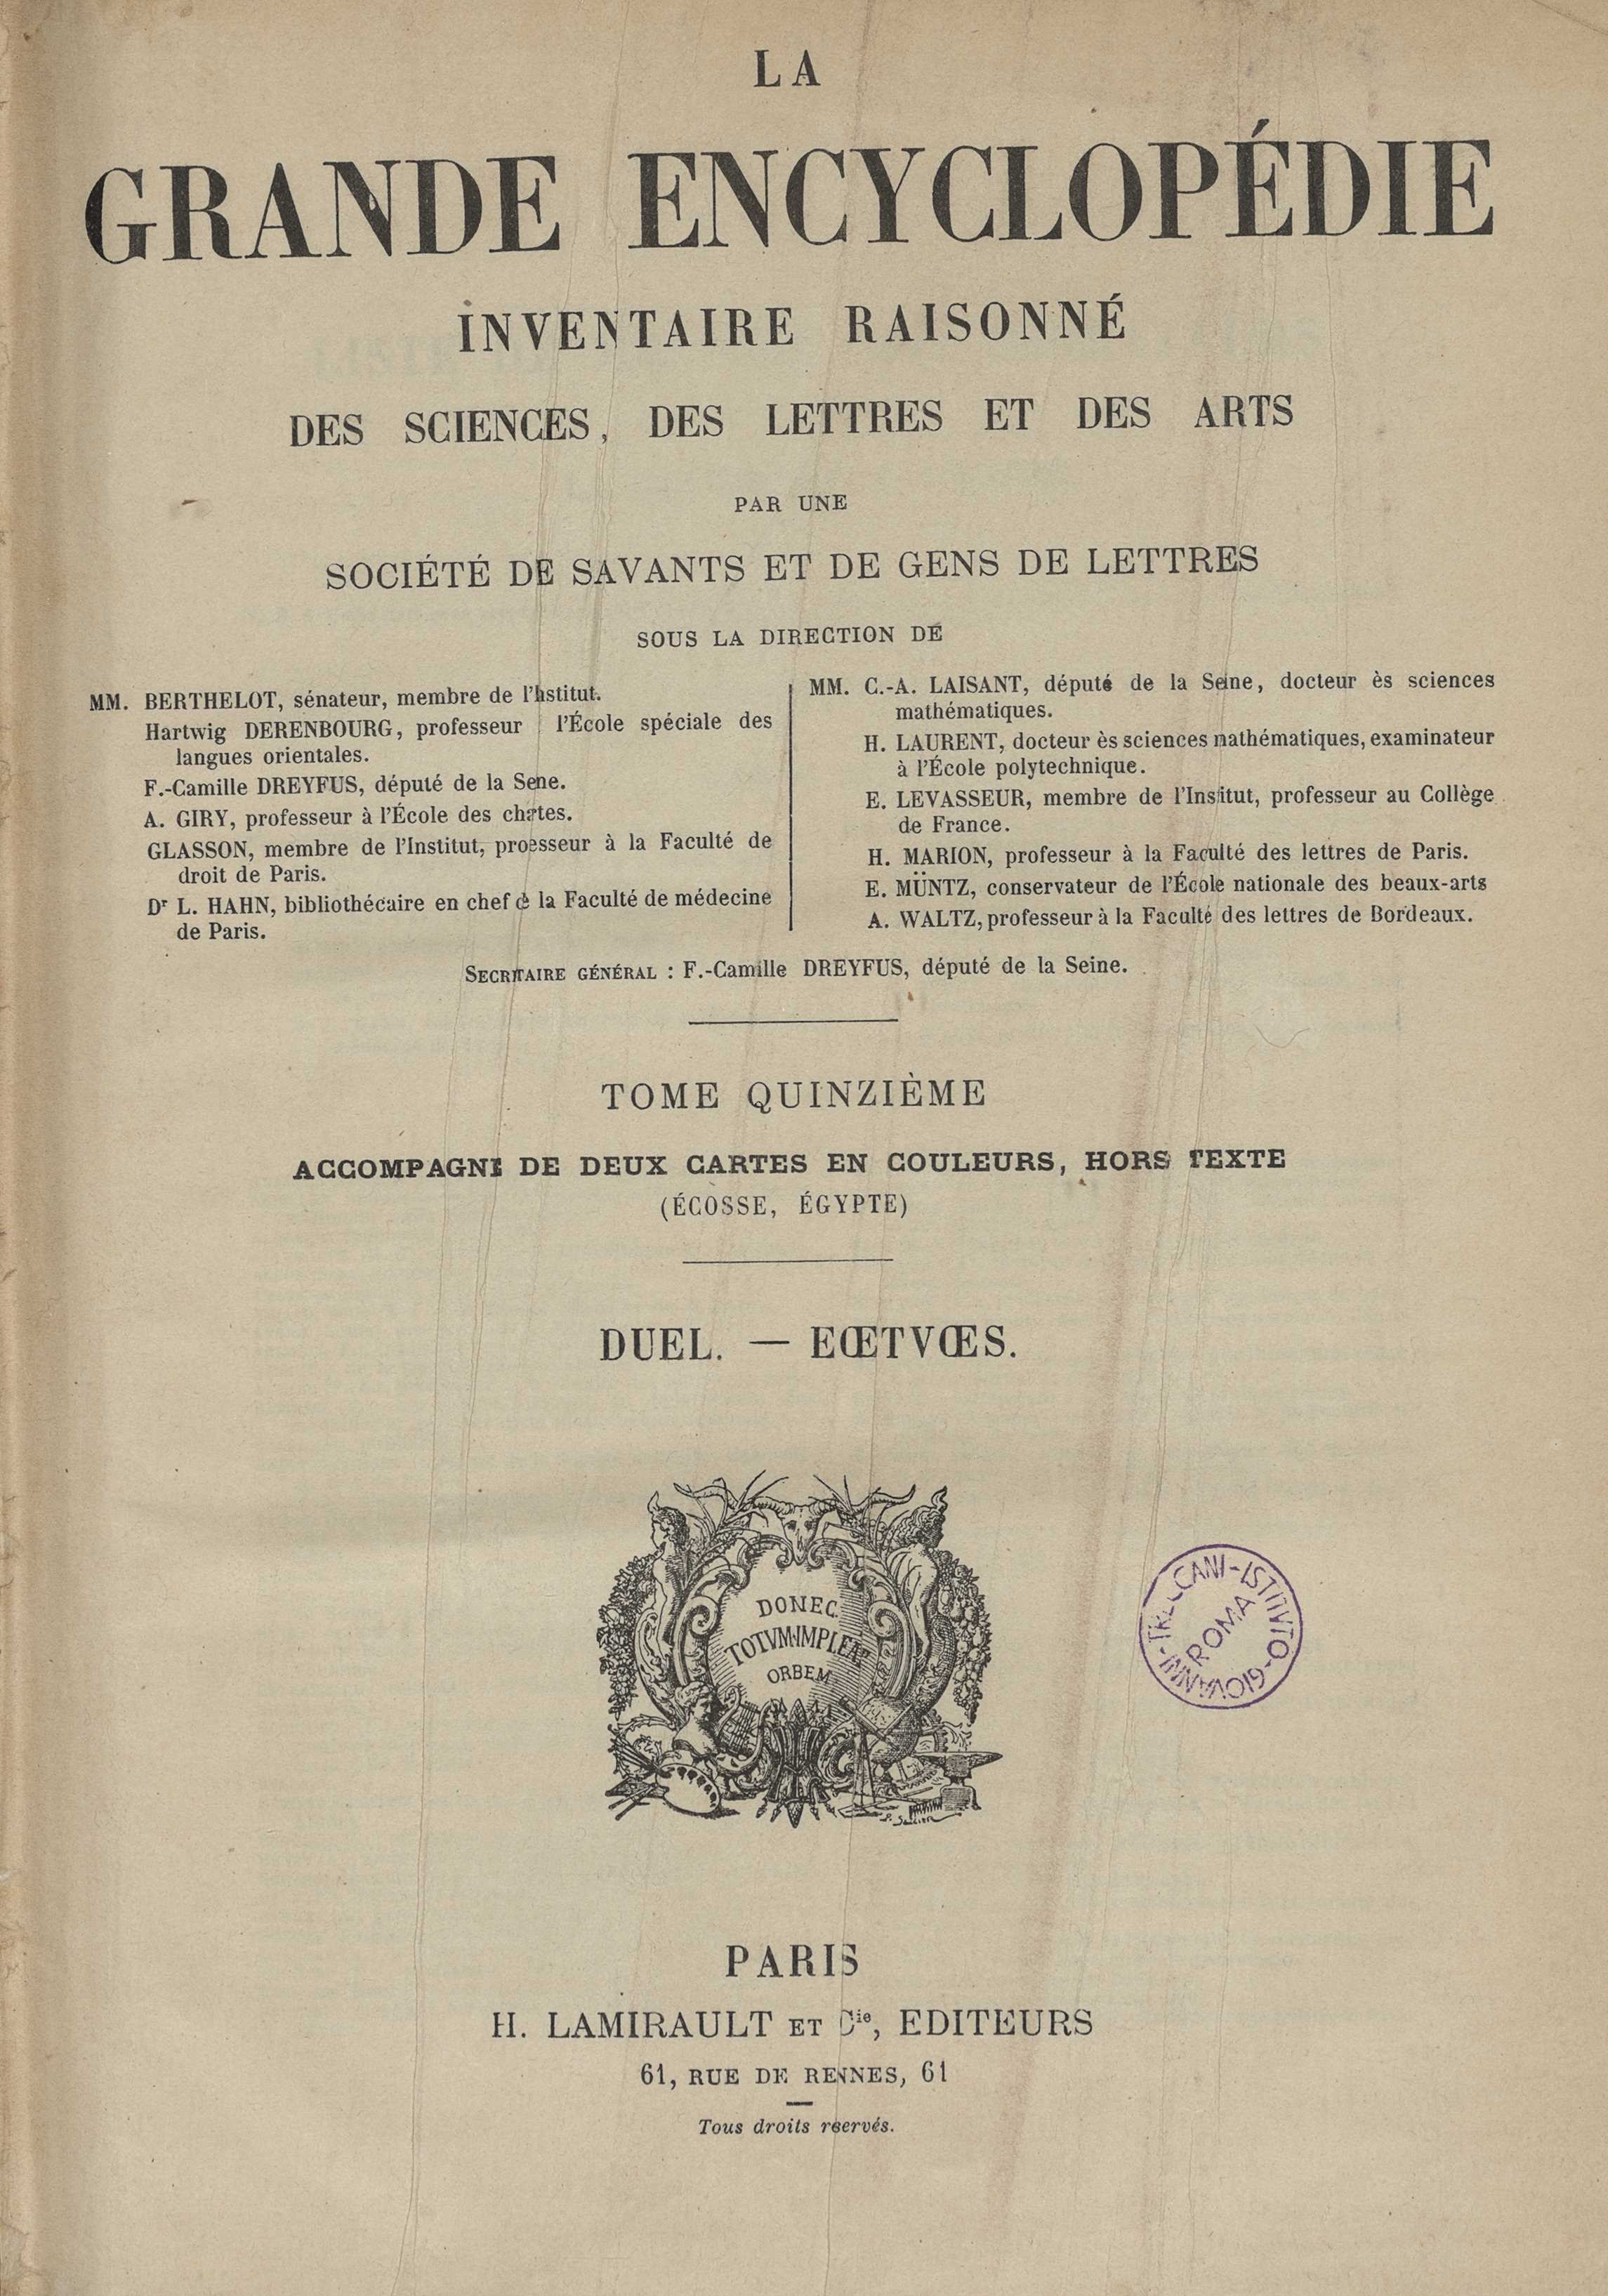 LA
GRANDE ENCYCLOPÉDIE
INVENTAIRE RAISONNÉ
DES SCIENCES, DES LETTRES ET DES ARTS
PAR UNE
SOCIÉTÉ DE SAVANTS ET DE GENS DE LETTRES
SOUS LA DIRECTION DE
MM. BERTHELOT, sénateur, membre de l'Institut.
Hartwig DERENBOURG, professeur l'École spéciale des
langues orientales.
F.-Camille DREYFUS, député de la Seine.
A. GIRY, professeur à l'École des chartes.
GLASSON, membre de l'Institut, professeur à la Faculté de
droit de Paris.
Dr L. HAHN, bibliothécaire en chef de la Faculté de médecine
de Paris.
MM. C.-A. LAISANT, député de la Seine, docteur ès sciences
mathématiques.
H. LAURENT, docteur ès sciences mathématiques, examinateur
à l'École polytechnique.
E. LEVASSEUR, membre de l'Institut, professeur au Collège
de France.
H. MARION, professeur à la Faculté des lettres de Paris.
E. MÜNTZ, conservateur de l'École nationale des beaux-arts
A. WALTZ, professeur à la Faculté des lettres de Bordeaux.
SECRÉTAIRE GÉNÉRAL : F.-Camille DREYFUS, député de la Seine.
TOME QUINZIÈME
ACCOMPAGNÉ DE DEUX CARTES EN COULEURS, HORS TEXTE
(ÉCOSSE, ÉGYPTE)
DUEL. — EŒTVŒS.
DONEC
TOTVM·IMPLEAT
ORBEM
TRECCANI-ISTITVTO-GIOVANNI-
ROMA
PARIS
H. LAMIRAULT ET Cie, EDITEURS
61, RUE DE RENNES, 61
Tous droits réservés.